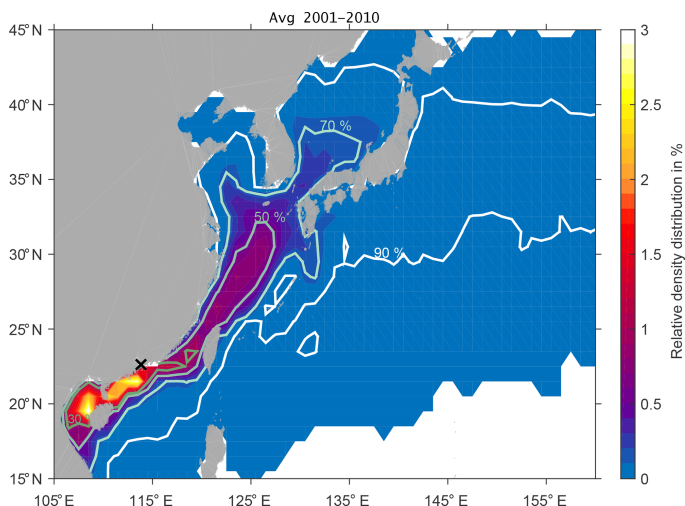 Avg 2001-2010
45° N
40° N
35° N
30° N
25° N
20° N
15° N
105° E
115° E
125° E
135° E
145° E
155° E
70 %
50 %
90 %
30
3
2.5
2
1.5
1
0.5
0
Relative density distribution in %